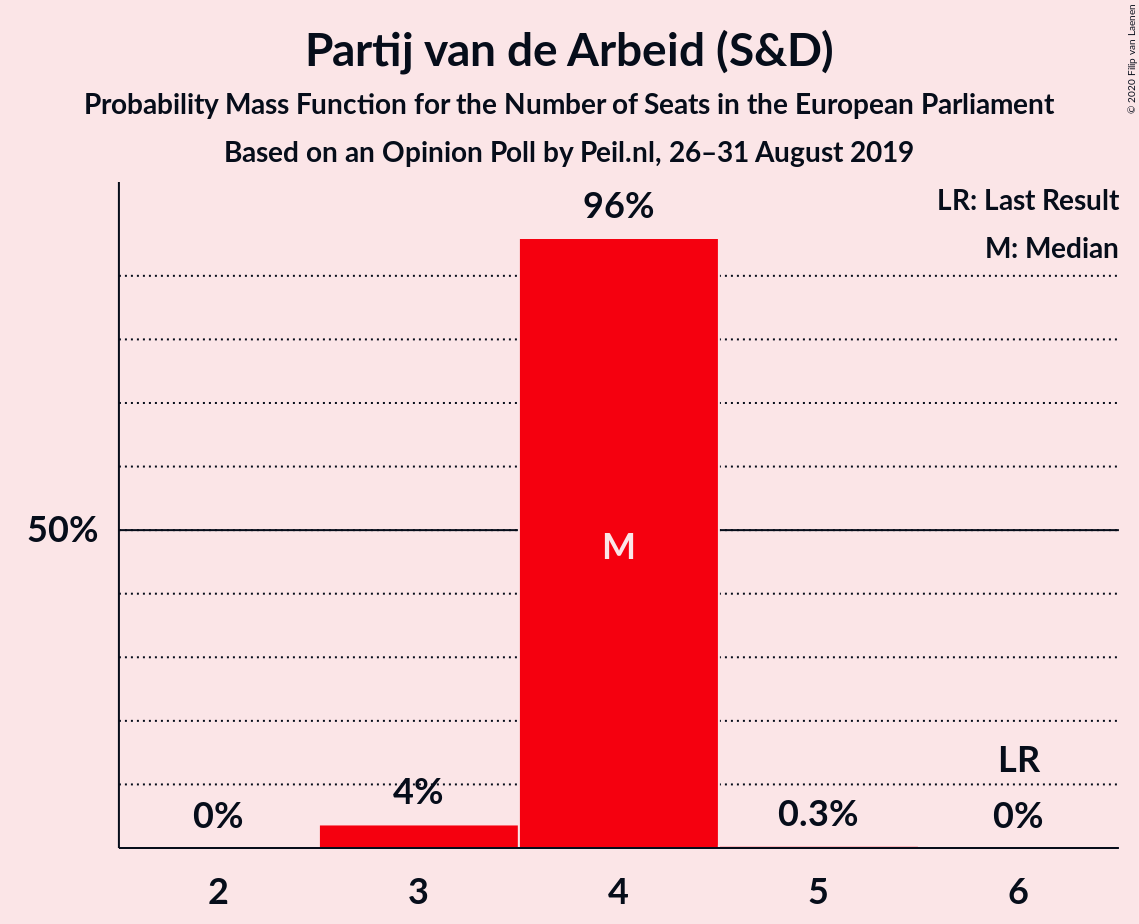 Partij van de Arbeid (S&D)
Probability Mass Function for the Number of Seats in the European Parliament
Based on an Opinion Poll by Peil.nl, 26–31 August 2019
© 2020 Filip van Laenen
LR: Last Result
M: Median
96%
50%
M
LR
0%
4%
0.3%
0%
2
3
4
5
6